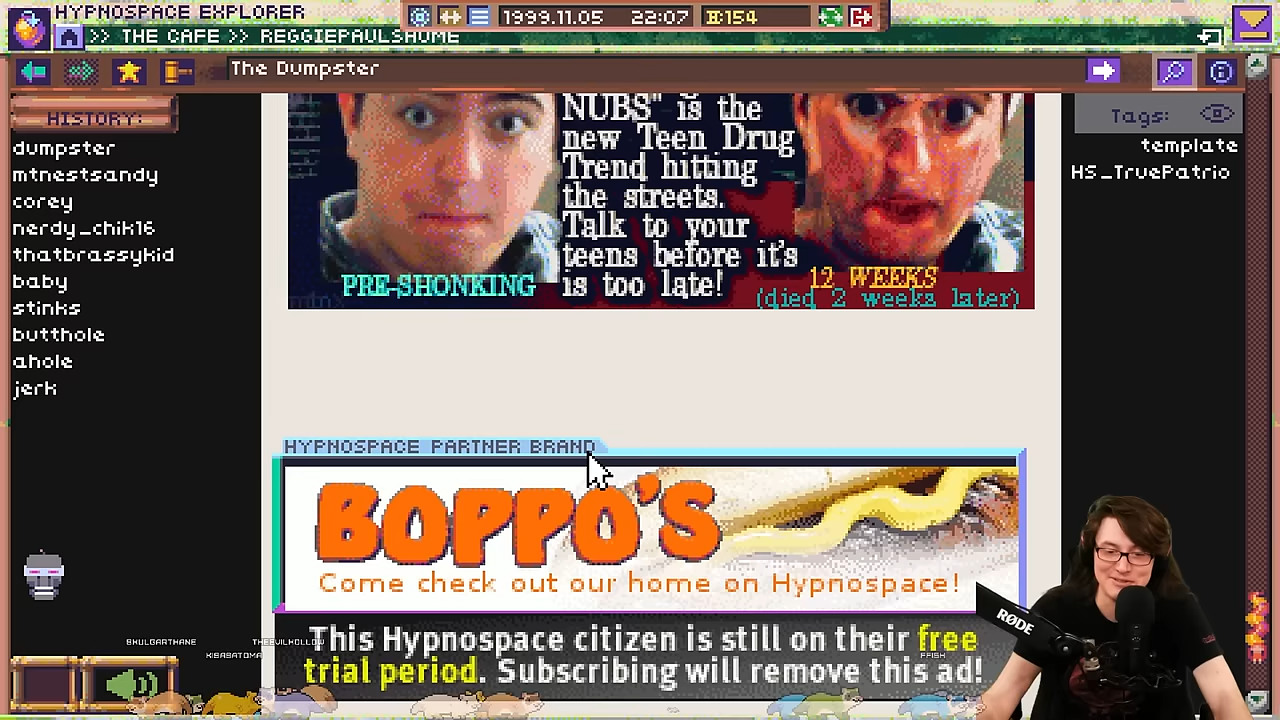 HYPNOSPACE EXPLORER
1999.11.05 22:07 154
>> THE CAFE >> REGGIEPAULSHOME
The Dumpster
HISTORY:
dumpster
mtnestsandy
corey
nerdy_chik16
thatbrassykid
baby
stinks
butthole
ahole
jerk
Tags:
template
HS_TruePatrio
NUBS" is the
new Teen Drug
Trend hitting
the streets.
Talk to your
teens before it's
is too late!
PRE-SHONKING
12 WEEKS
(died 2 weeks later)
HYPNOSPACE PARTNER BRAND
BOPPO'S
Come check out our home on Hypnospace!
This Hypnospace citizen is still on their free
trial period. Subscribing will remove this ad!
SKULGARTHANE
THEEVILHOLLOW
KISASATOMA
FFISH
RØDE